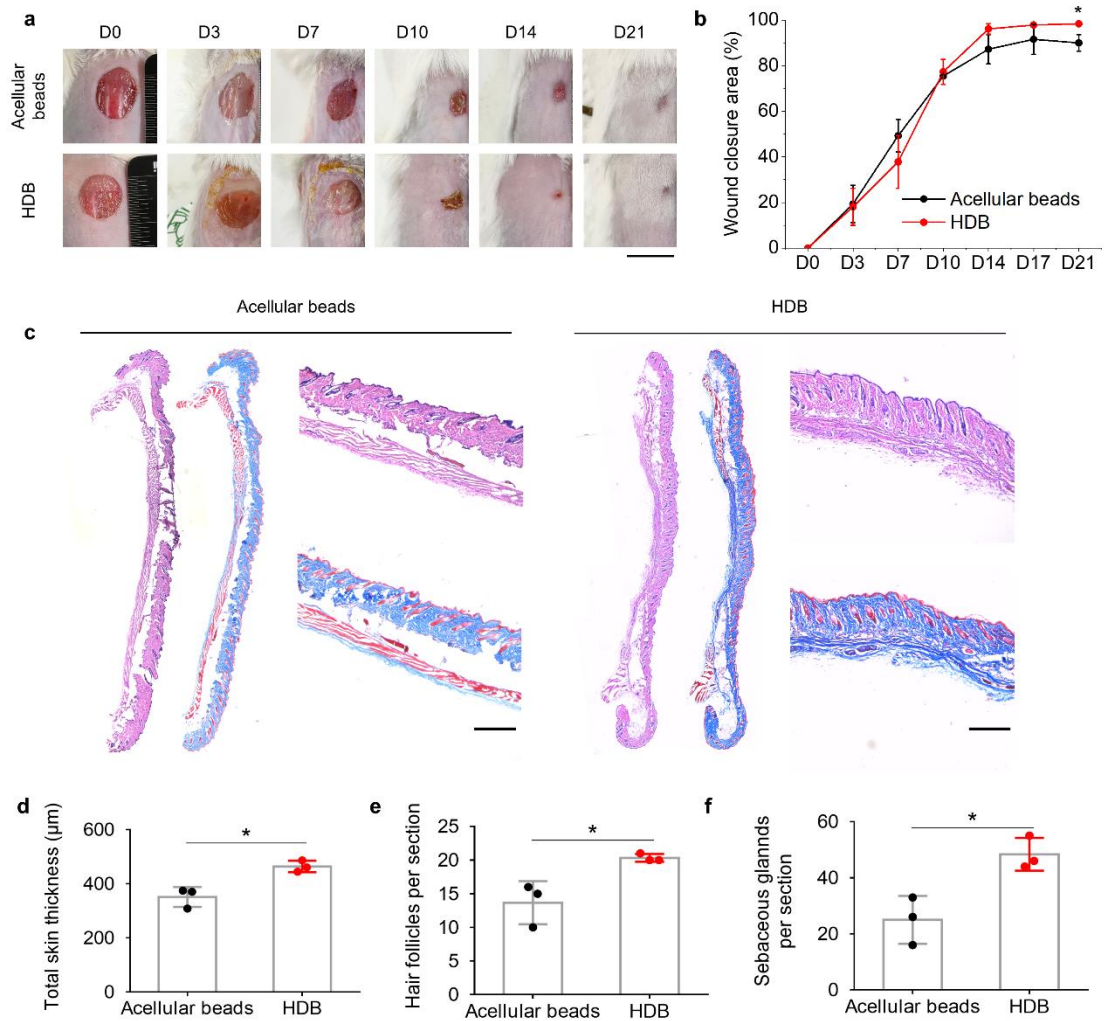 a
D0 D3 D7 D10 D14 D21
Acellular
beads
HDB
b
Wound closure area (%)
100
80
60
40
20
0
*
Acellular beads
HDB
D0 D3 D7 D10 D14 D17 D21
c
Acellular beads
HDB
d
Total skin thickness (μm)
600
400
200
0
*
Acellular beads HDB
e
Hair follicles per section
25
20
15
10
5
0
*
Acellular beads HDB
f
Sebaceous glannds
per section
60
40
20
0
*
Acellular beads HDB